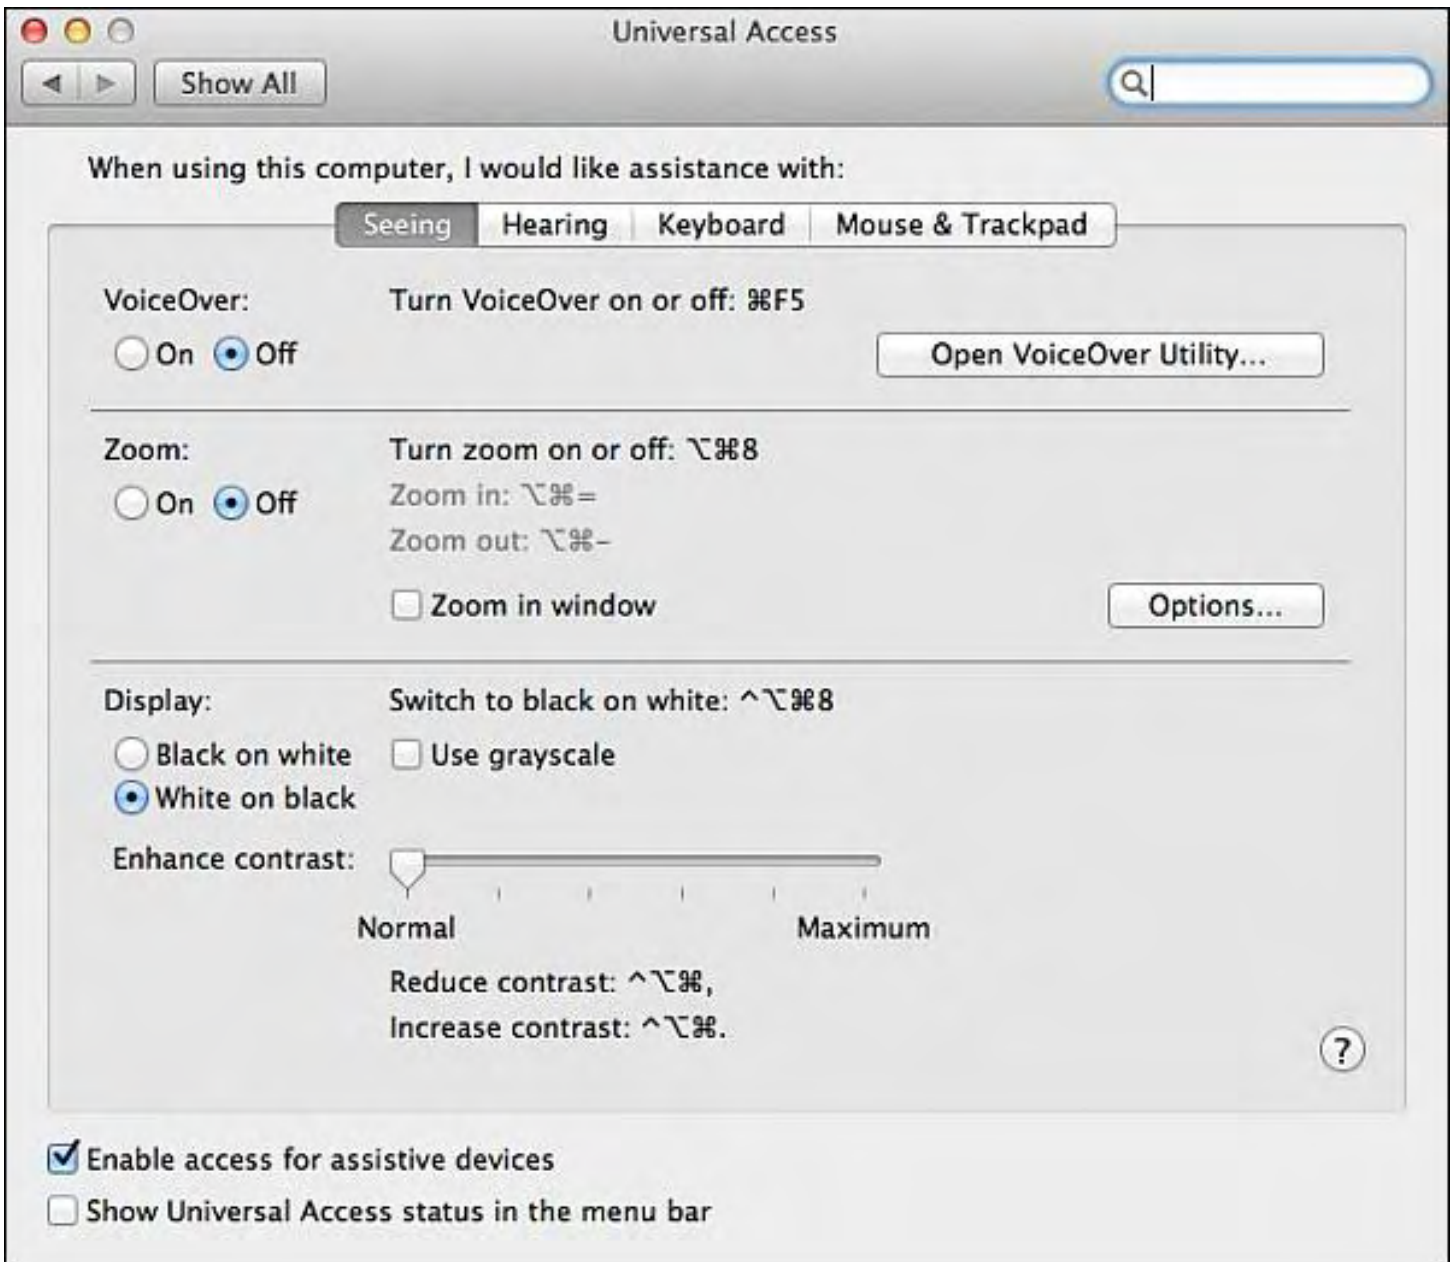 Universal Access
Show All
When using this computer, I would like assistance with:
Seeing Hearing Keyboard Mouse & Trackpad
VoiceOver: Turn VoiceOver on or off: ⌘F5
On Off Open VoiceOver Utility...
Zoom: Turn zoom on or off: ⌥⌘8
On Off Zoom in: ⌥⌘=
Zoom out: ⌥⌘-
Zoom in window Options...
Display: Switch to black on white: ^⌥⌘8
Black on white Use grayscale
White on black
Enhance contrast:
Normal Maximum
Reduce contrast: ^⌥⌘,
Increase contrast: ^⌥⌘.
?
Enable access for assistive devices
Show Universal Access status in the menu bar